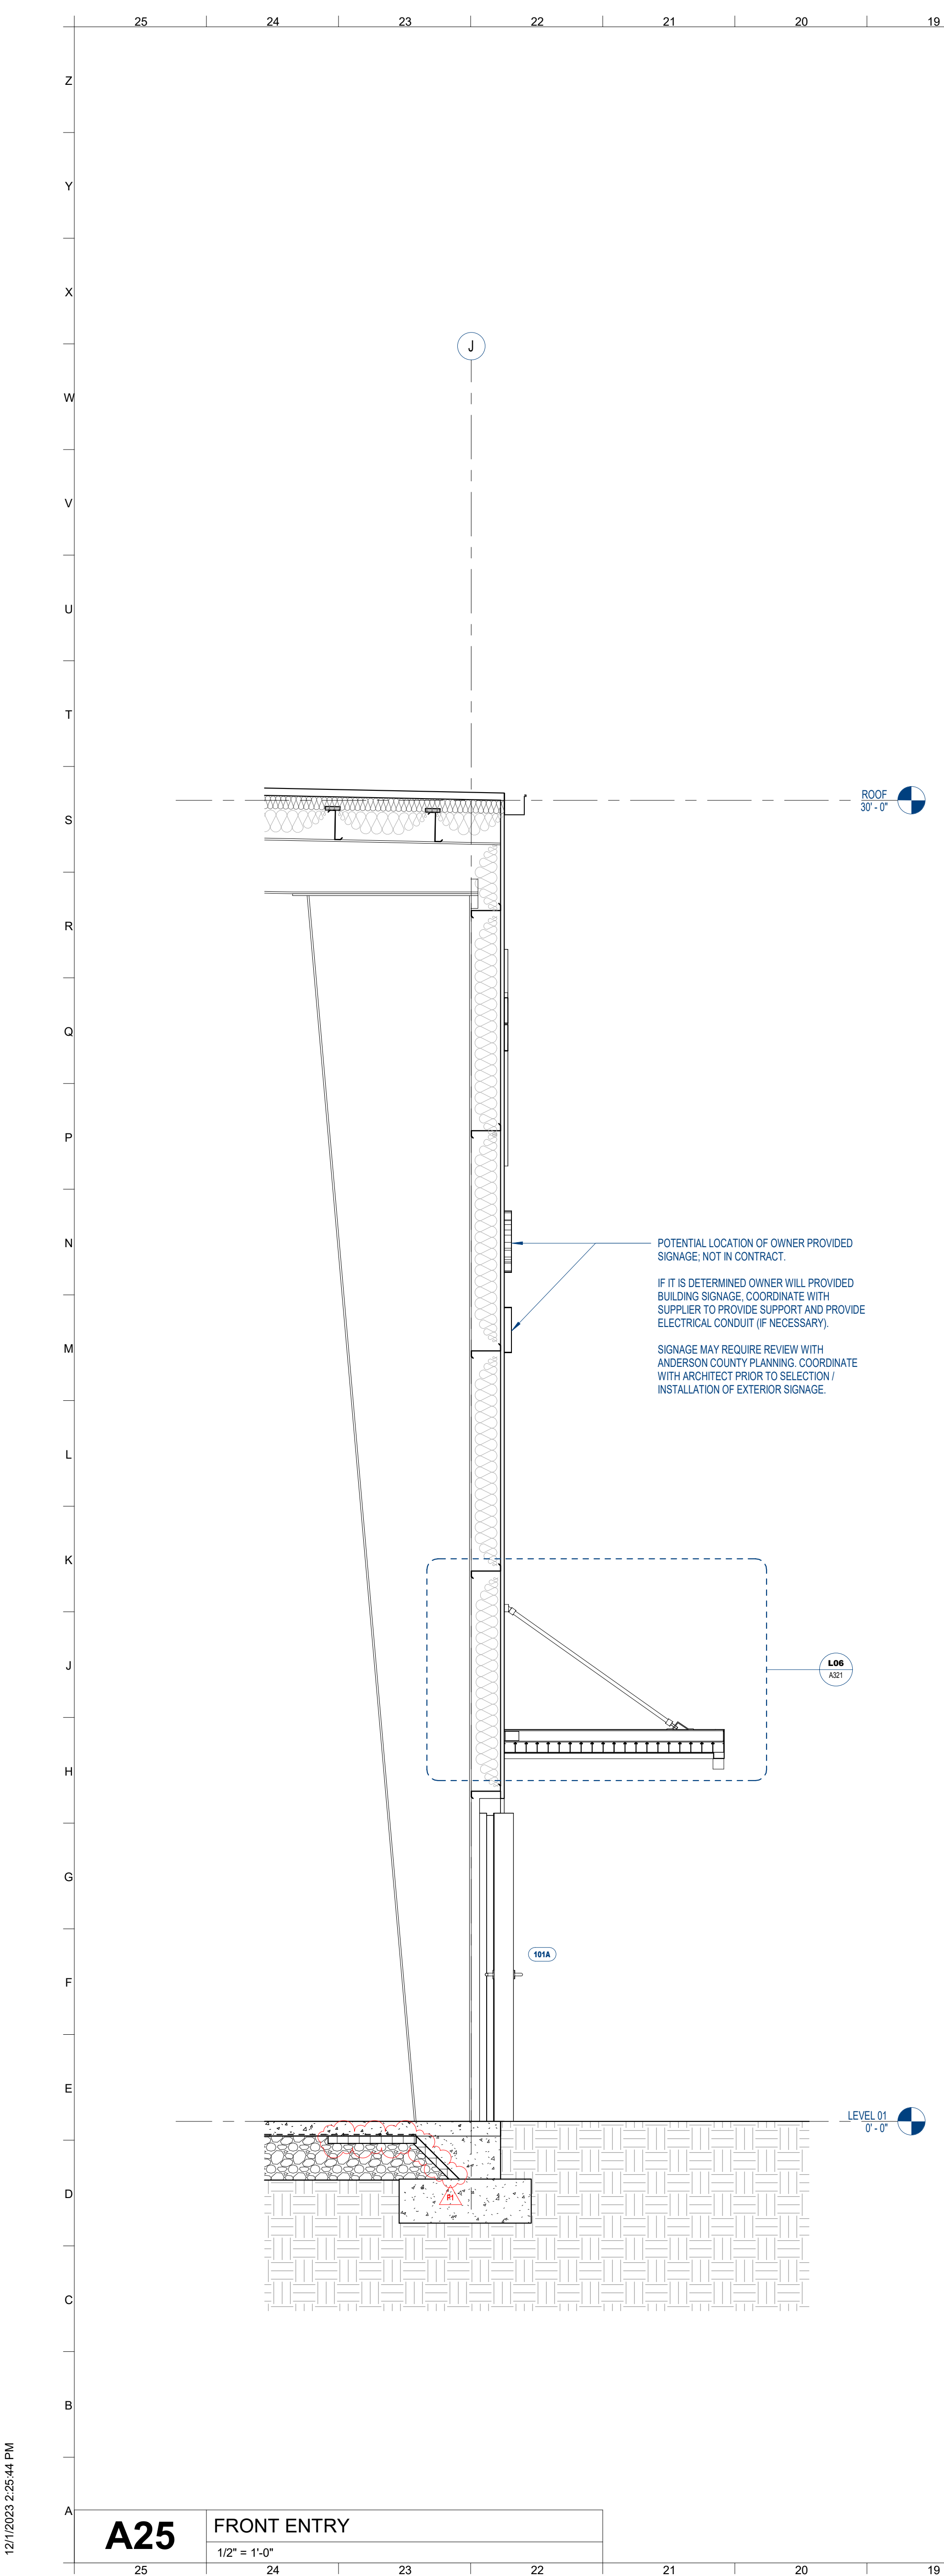 25 24 23 22 21 20 19
Z
Y
X
J
W
V
U
T
ROOF
30' - 0"
S
R
Q
P
N
POTENTIAL LOCATION OF OWNER PROVIDED
SIGNAGE; NOT IN CONTRACT.
IF IT IS DETERMINED OWNER WILL PROVIDED
BUILDING SIGNAGE, COORDINATE WITH
SUPPLIER TO PROVIDE SUPPORT AND PROVIDE
ELECTRICAL CONDUIT (IF NECESSARY).
SIGNAGE MAY REQUIRE REVIEW WITH
ANDERSON COUNTY PLANNING. COORDINATE
WITH ARCHITECT PRIOR TO SELECTION /
INSTALLATION OF EXTERIOR SIGNAGE.
M
L
K
J
L06
A321
H
G
101A
F
E
LEVEL 01
0' - 0"
D
P1
C
B
12/1/2023 2:25:44 PM
A
A25
FRONT ENTRY
1/2" = 1'-0"
25 24 23 22 21 20 19